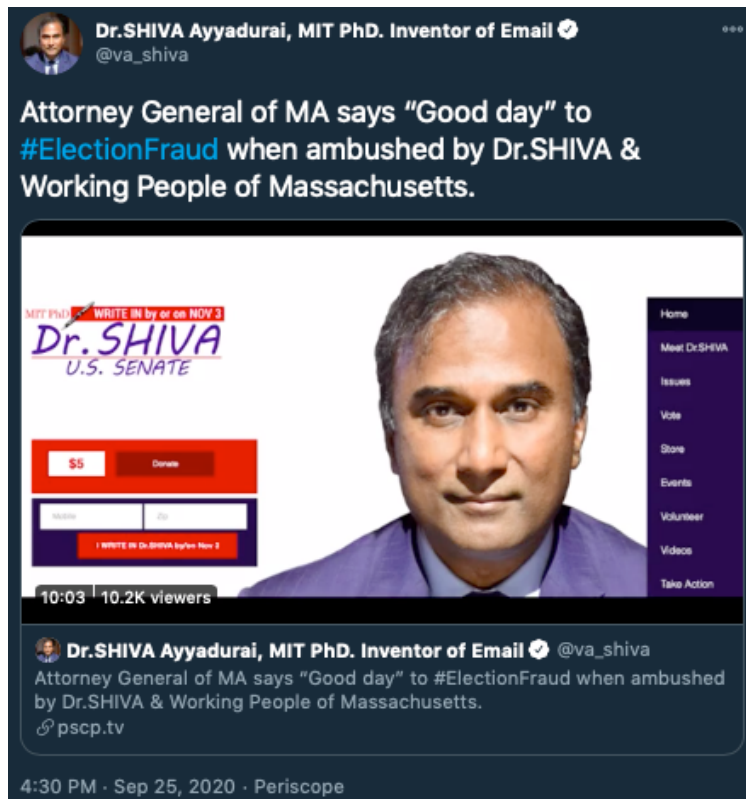 Dr.SHIVA Ayyadurai, MIT PhD. Inventor of Email
@va_shiva
Attorney General of MA says “Good day” to
#ElectionFraud when ambushed by Dr.SHIVA &
Working People of Massachusetts.
MIT PhD WRITE IN by or on NOV 3
Dr.SHIVA
U.S. SENATE
$5 Donate
Mobile Zip
I WRITE IN Dr.SHIVA by/on Nov 3
Home
Meet Dr.SHIVA
Issues
Vote
Store
Events
Volunteer
Videos
Take Action
10:03 10.2K viewers
Dr.SHIVA Ayyadurai, MIT PhD. Inventor of Email @va_shiva
Attorney General of MA says “Good day” to #ElectionFraud when ambushed
by Dr.SHIVA & Working People of Massachusetts.
pscp.tv
4:30 PM · Sep 25, 2020 · Periscope